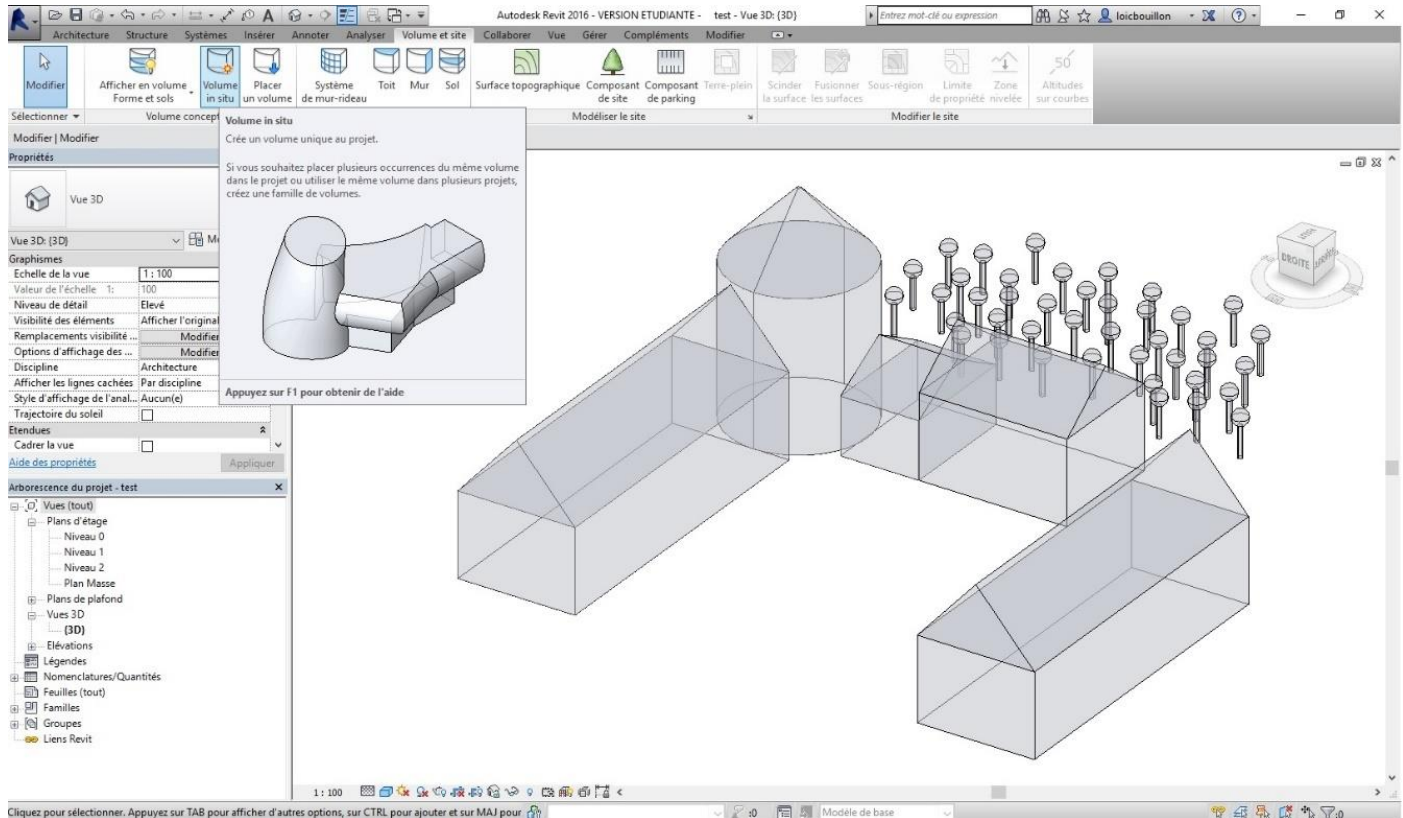 Autodesk Revit 2016 - VERSION ETUDIANTE - test - Vue 3D: {3D}
Entrez mot-clé ou expression
loicbouillon
Architecture Structure Systèmes Insérer Annoter Analyser Volume et site Collaborer Vue Gérer Compléments Modifier
Modifier
Afficher en volume
Forme et sols
Volume
in situ
Placer
un volume
Système
de mur-rideau
Toit
Mur
Sol
Surface topographique
Composant
de site
Composant
de parking
Terre-plein
Scinder
la surface
Fusionner
les surfaces
Sous-région
Limite
de propriété
Zone
nivelée
50
Altitudes
sur courbes
Sélectionner
Volume concept
Modéliser le site
Modifier le site
Modifier | Modifier
Propriétés
Vue 3D
Vue 3D: {3D}
Graphismes
Echelle de la vue 1 : 100
Valeur de l'échelle 1: 100
Niveau de détail Elevé
Visibilité des éléments Afficher l'original
Remplacements visibilité ... Modifier
Options d'affichage des ... Modifier
Discipline Architecture
Afficher les lignes cachées Par discipline
Style d'affichage de l'anal... Aucun(e)
Trajectoire du soleil
Etendues
Cadrer la vue
Aide des propriétés Appliquer
Volume in situ
Crée un volume unique au projet.
Si vous souhaitez placer plusieurs occurrences du même volume
dans le projet ou utiliser le même volume dans plusieurs projets,
créez une famille de volumes.
Appuyez sur F1 pour obtenir de l'aide
DROITE
Arborescence du projet - test
Vues (tout)
Plans d'étage
Niveau 0
Niveau 1
Niveau 2
Plan Masse
Plans de plafond
Vues 3D
{3D}
Elévations
Légendes
Nomenclatures/Quantités
Feuilles (tout)
Familles
Groupes
Liens Revit
1 : 100
Cliquez pour sélectionner. Appuyez sur TAB pour afficher d'autres options, sur CTRL pour ajouter et sur MAJ pour
:0
Modèle de base
:0